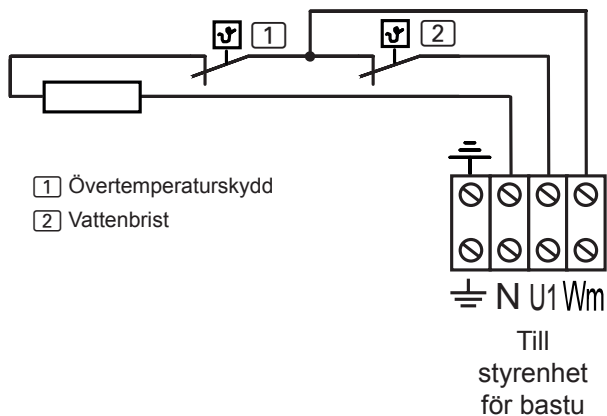 ϑ 1
ϑ 2
1 Övertemperaturskydd
2 Vattenbrist
N U1 Wm
Till
styrenhet
för bastu